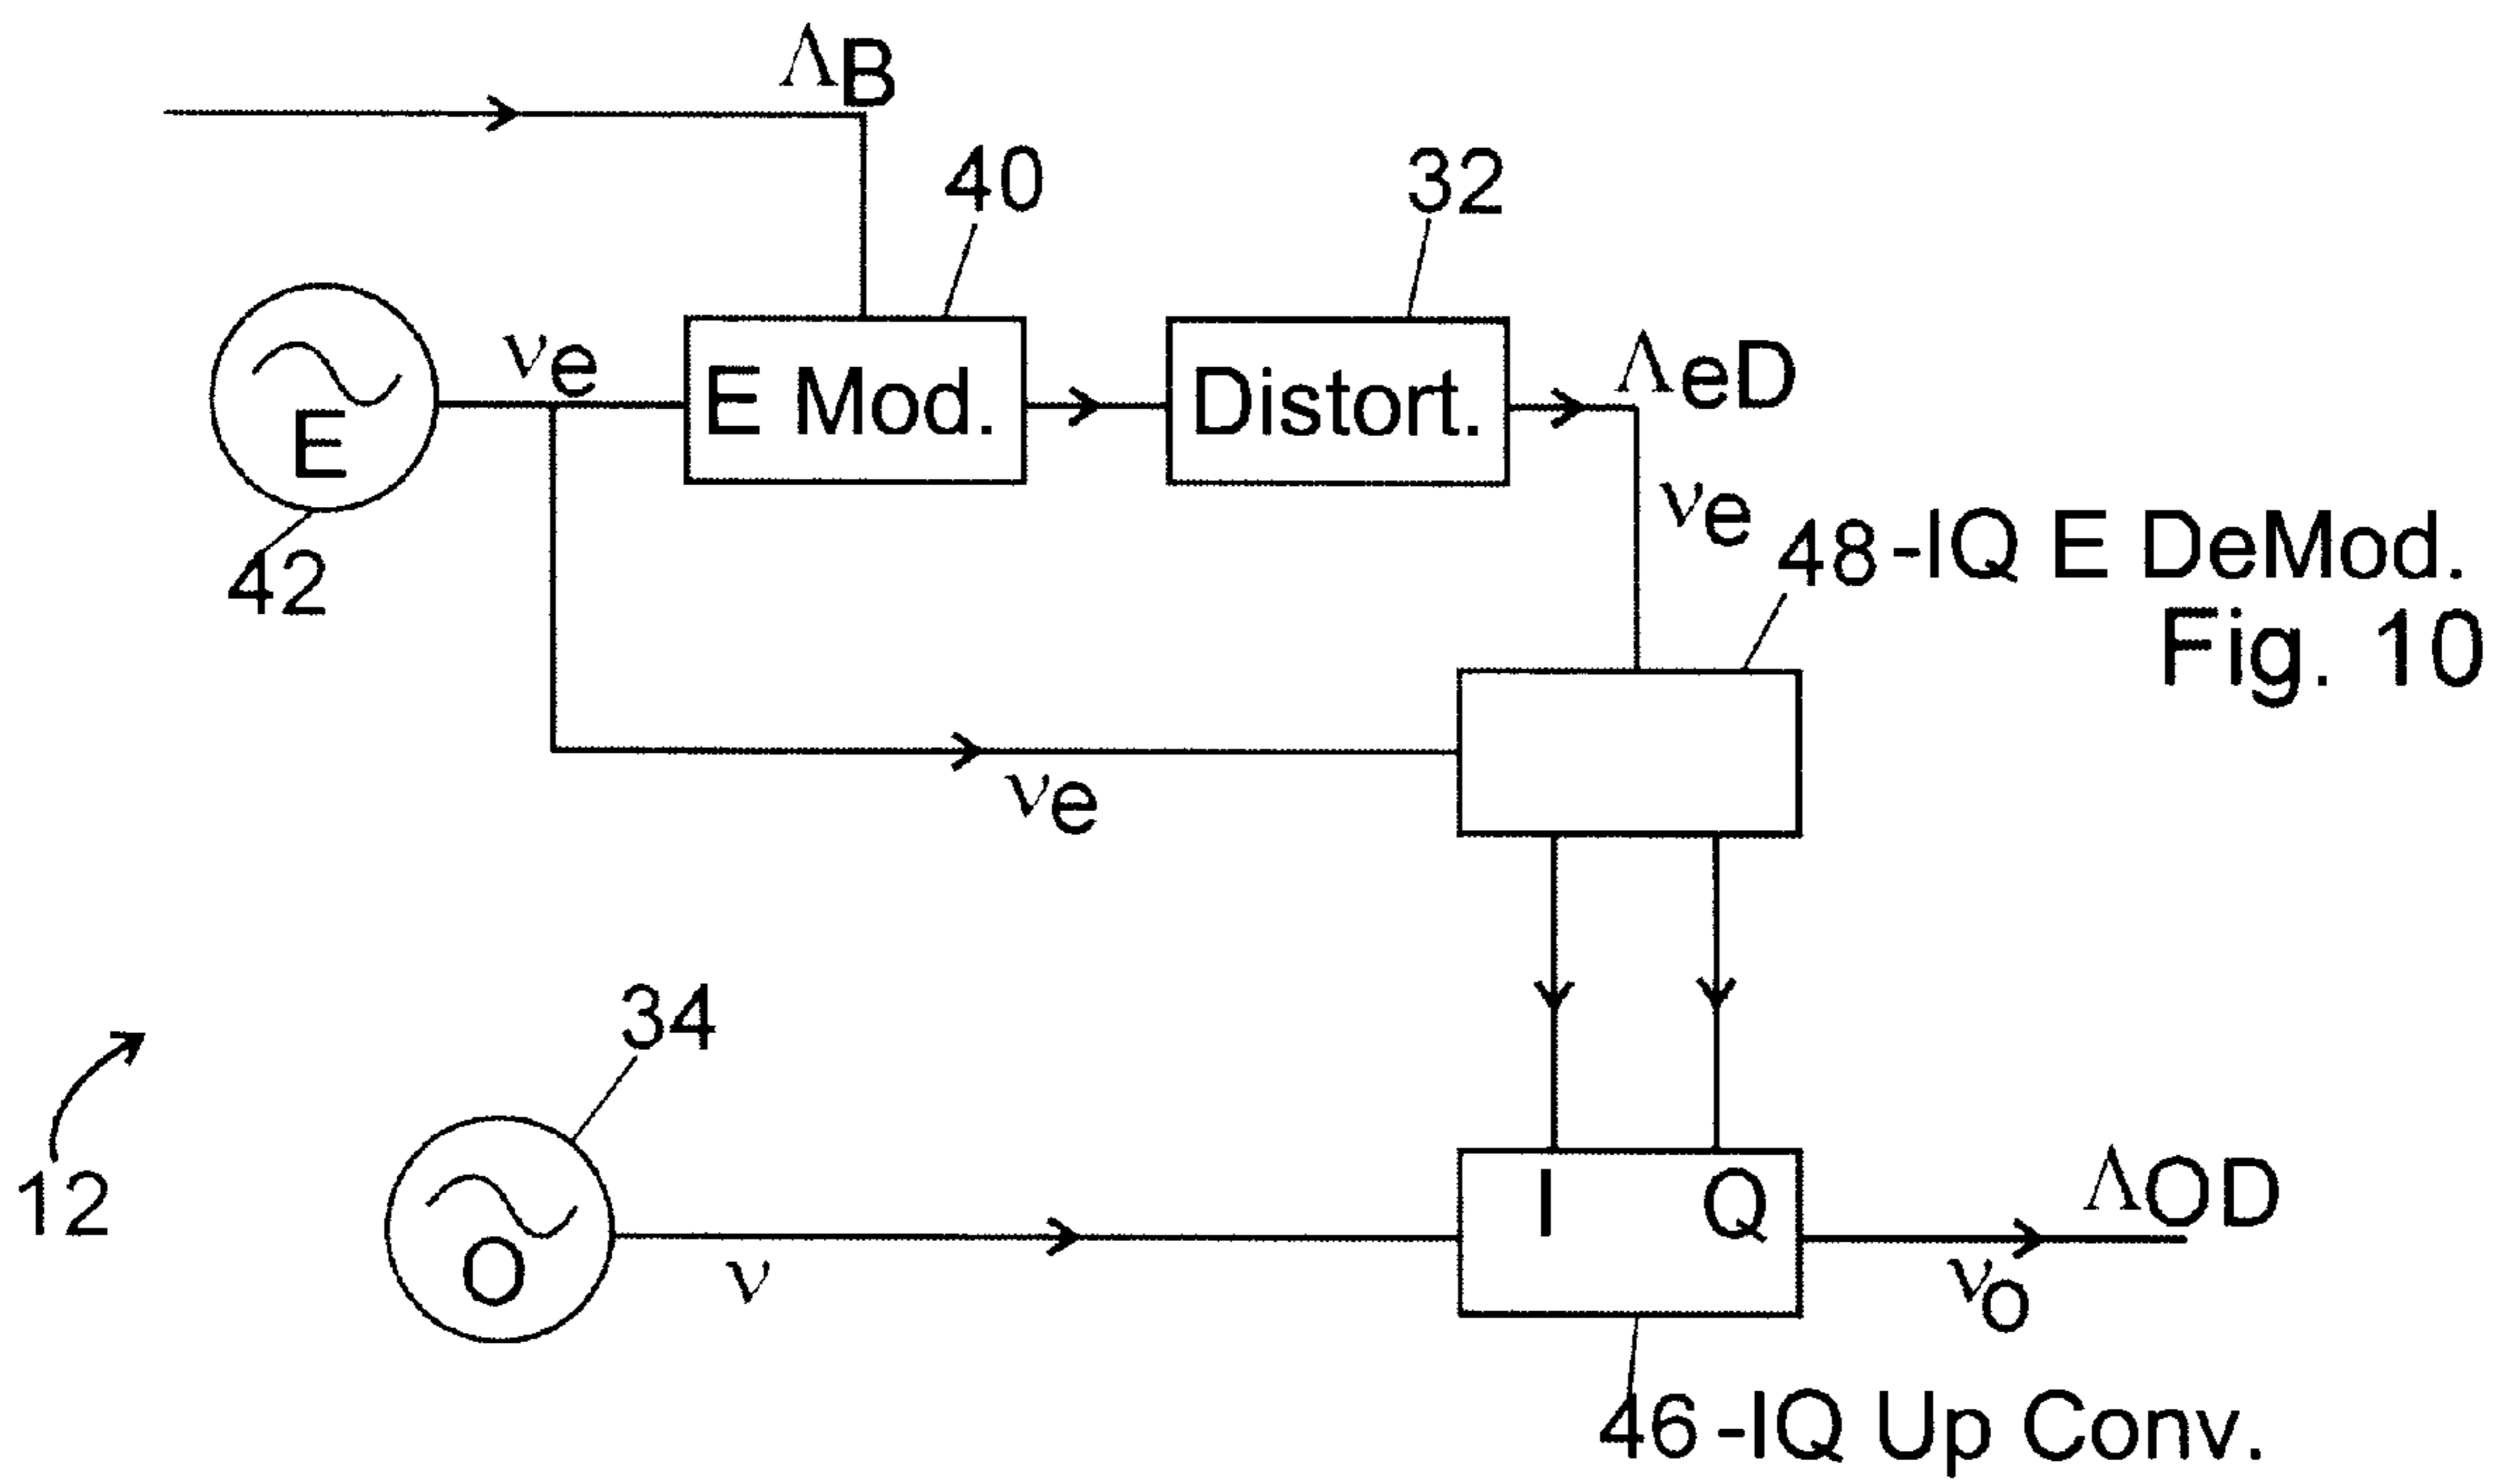 ΛB
40
32
νe
E Mod.
Distort.
ΛeD
E
42
νe
48-IQ E DeMod.
Fig. 10
νe
34
12
I Q
ΛOD
O
ν
νo
46-IQ Up Conv.